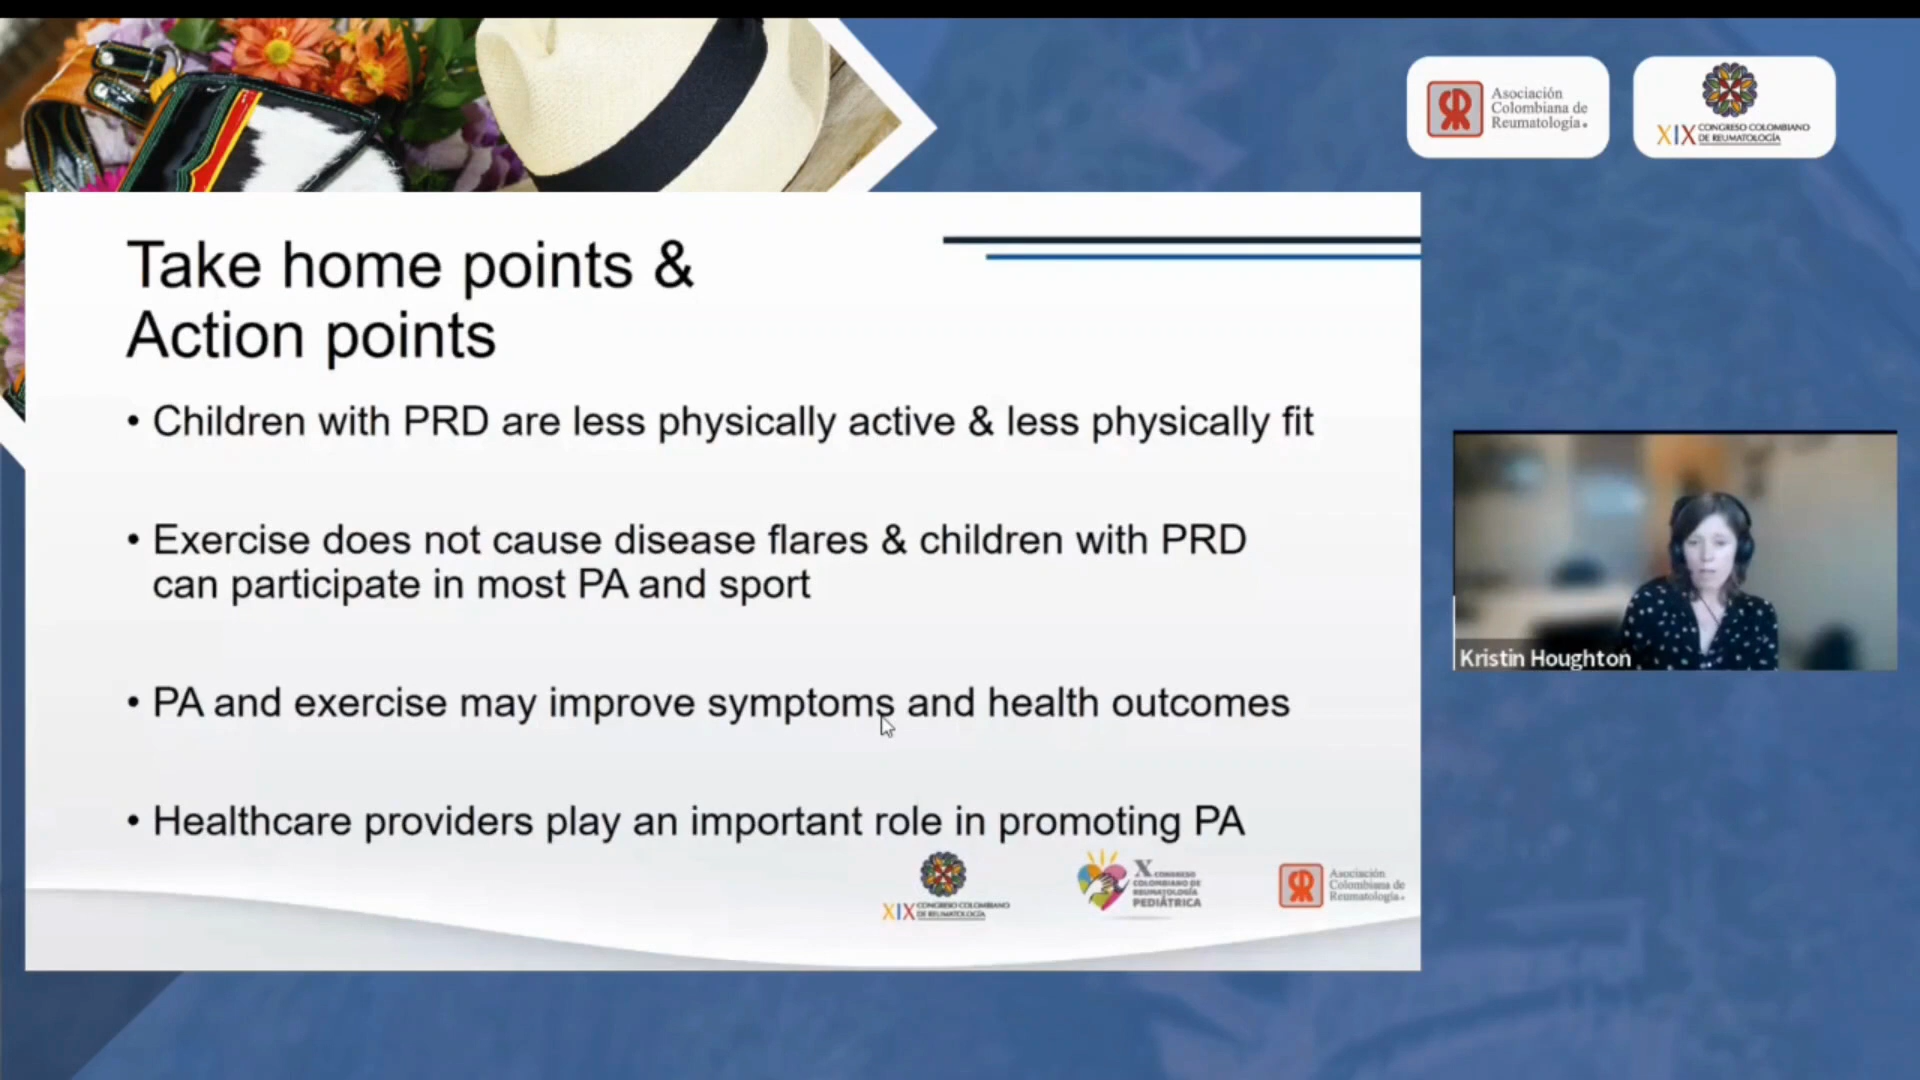 Asociación
Colombiana de
Reumatología.
XIX CONGRESO COLOMBIANO
DE REUMATOLOGÍA
Take home points &
Action points
• Children with PRD are less physically active & less physically fit
• Exercise does not cause disease flares & children with PRD
can participate in most PA and sport
• PA and exercise may improve symptoms and health outcomes
• Healthcare providers play an important role in promoting PA
Kristin Houghton
XIX CONGRESO COLOMBIANO
DE REUMATOLOGÍA
X CONGRESO
COLOMBIANO DE
REUMATOLOGÍA
PEDIÁTRICA
Asociación
Colombiana de
Reumatología.